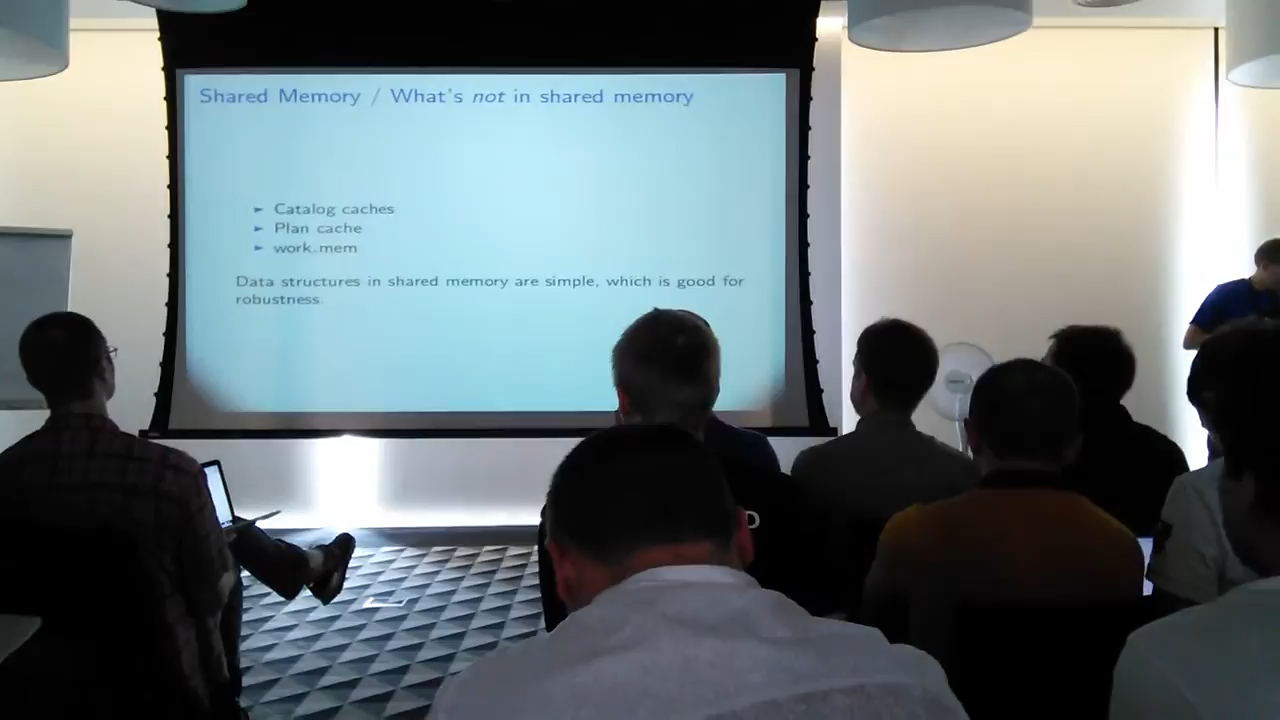 Shared Memory / What's not in shared memory
► Catalog caches
► Plan cache
► work_mem
Data structures in shared memory are simple, which is good for
robustness.
D